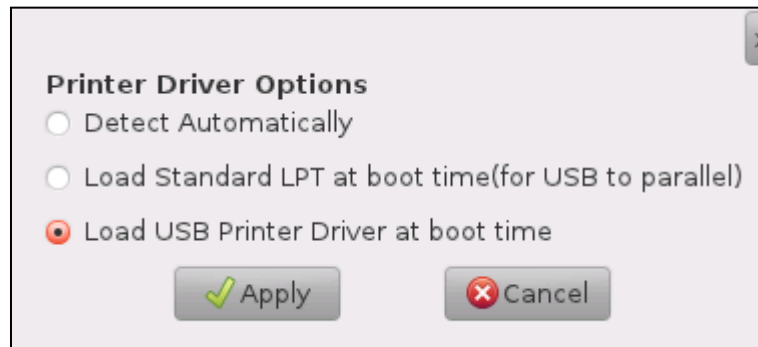 Printer Driver Options
Detect Automatically
Load Standard LPT at boot time(for USB to parallel)
Load USB Printer Driver at boot time
Apply Cancel